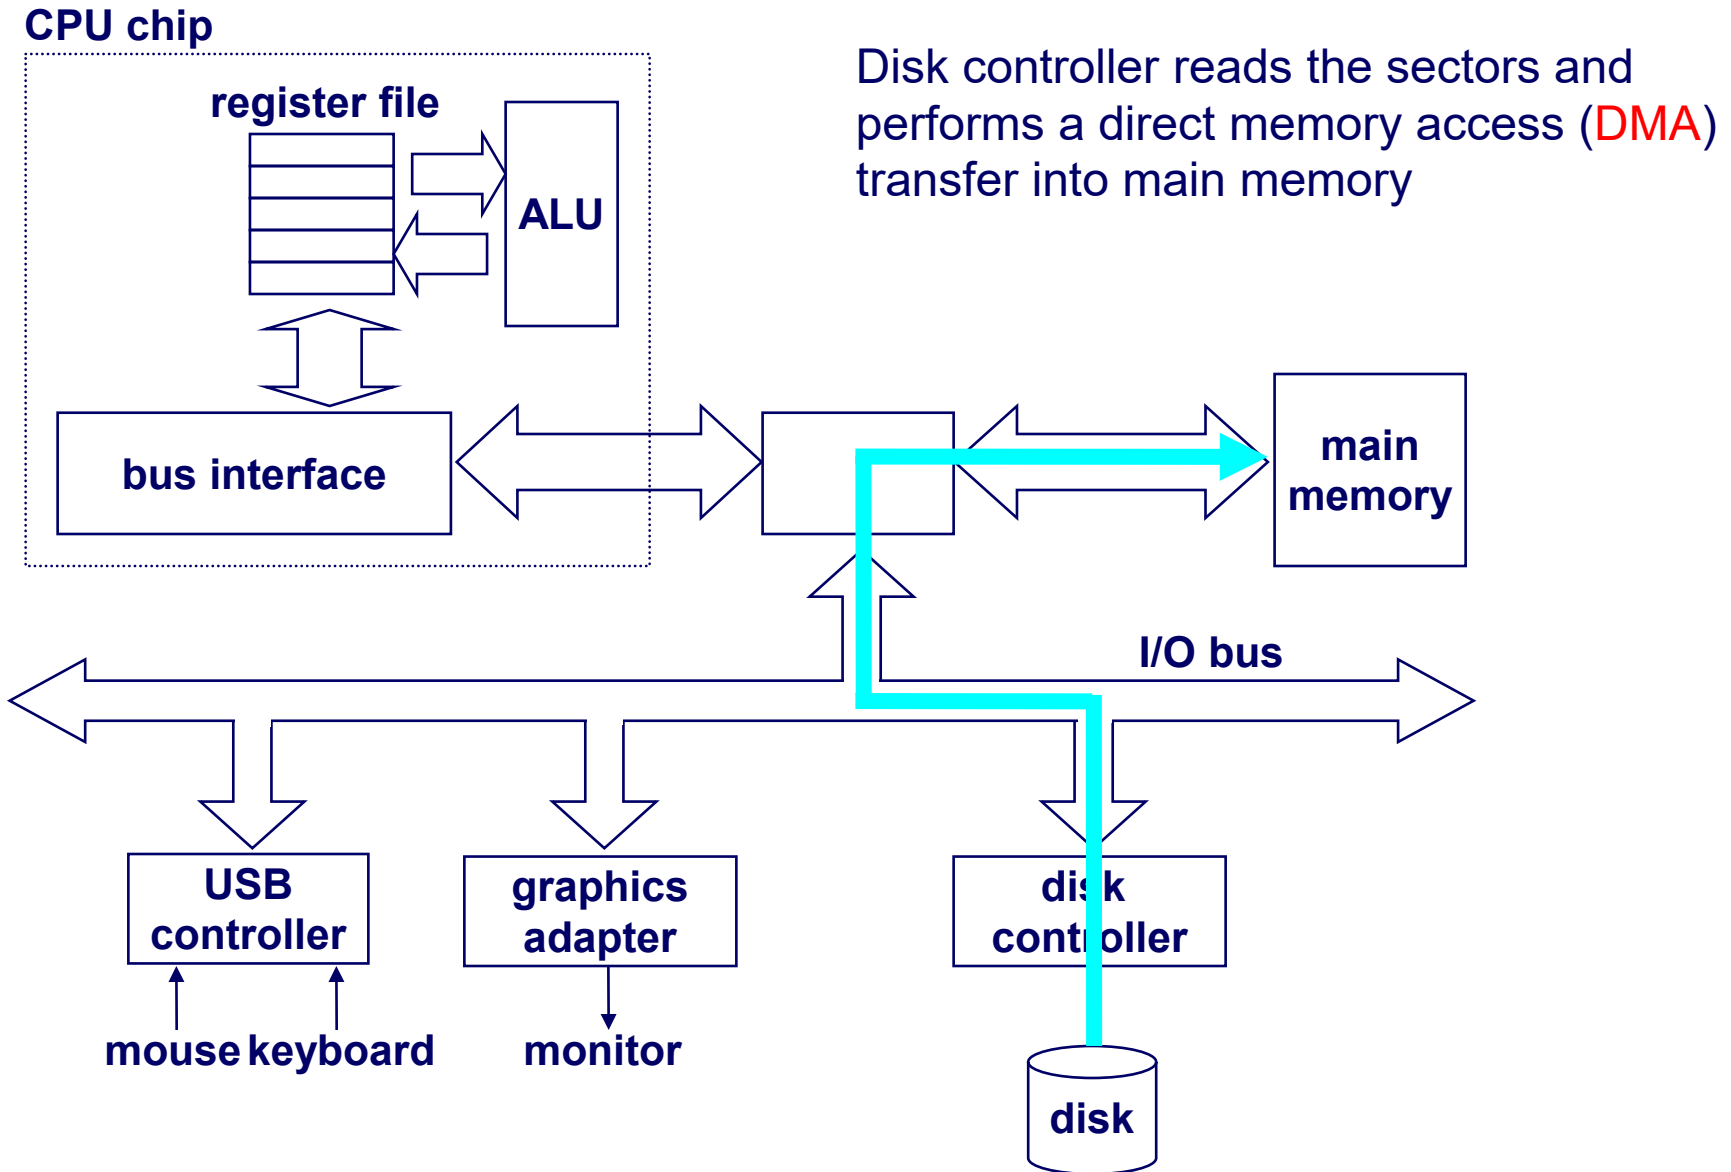 CPU chip
Disk controller reads the sectors and
performs a direct memory access (DMA)
transfer into main memory
register file
ALU
bus interface
main
memory
I/O bus
USB
controller
graphics
adapter
disk
controller
mouse keyboard
monitor
disk